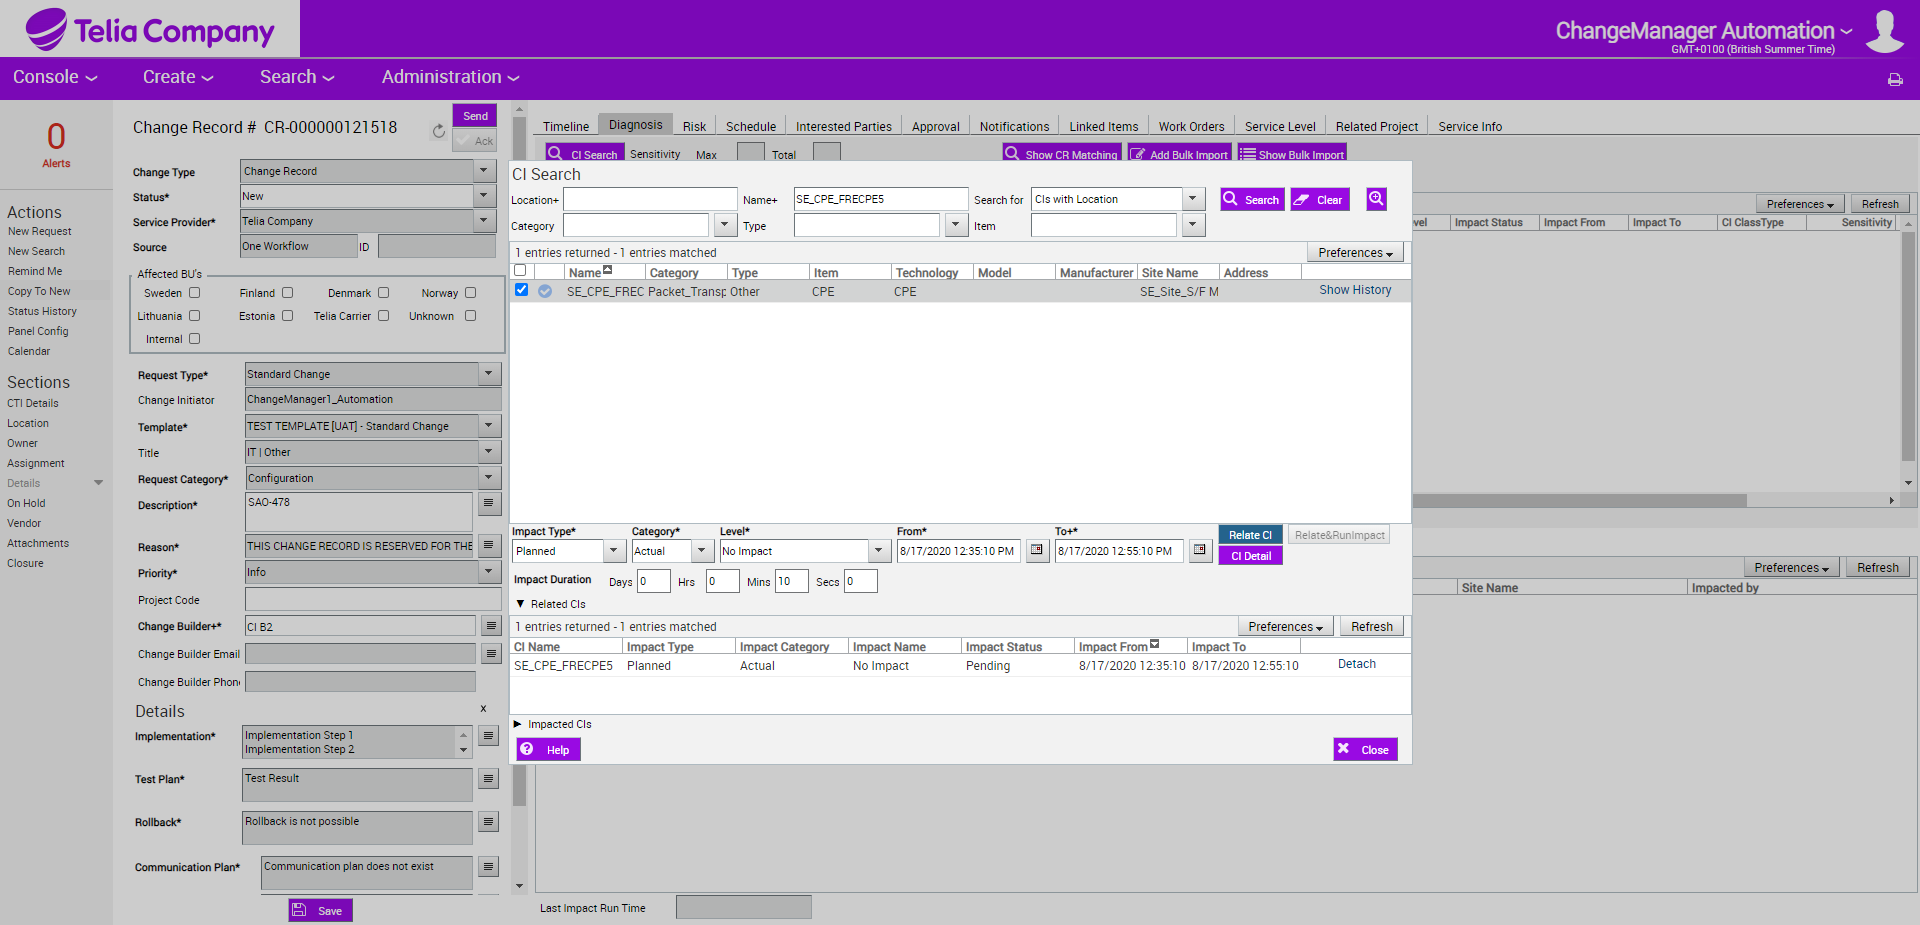 Telia Company
ChangeManager Automation
GMT+0100 (British Summer Time)
Console
Create
Search
Administration
0
Alerts
Actions
New Request
New Search
Remind Me
Copy To New
Status History
Panel Config
Calendar
Sections
CTI Details
Location
Owner
Assignment
Details
On Hold
Vendor
Attachments
Closure
Change Record # CR-000000121518
Send
Ack
Change Type Change Record
Status* New
Service Provider* Telia Company
Source One Workflow ID
Affected BU's
Sweden Finland Denmark Norway
Lithuania Estonia Telia Carrier Unknown
Internal
Request Type* Standard Change
Change Initiator ChangeManager1_Automation
Template* TEST TEMPLATE [UAT] - Standard Change
Title IT | Other
Request Category* Configuration
Description* SAO-478
Reason* THIS CHANGE RECORD IS RESERVED FOR THE
Priority* Info
Project Code
Change Builder+* CI B2
Change Builder Email
Change Builder Phon
Details x
Implementation* Implementation Step 1
Implementation Step 2
Test Plan* Test Result
Rollback* Rollback is not possible
Communication Plan* Communication plan does not exist
Save
Timeline Diagnosis Risk Schedule Interested Parties Approval Notifications Linked Items Work Orders Service Level Related Project Service Info
CI Search Sensitivity Max Total Show CR Matching Add Bulk Import Show Bulk Import
CI Search
Location+ Name+ SE_CPE_FRECPE5 Search for CIs with Location Search Clear
Category Type Item
1 entries returned - 1 entries matched Preferences
Name Category Type Item Technology Model Manufacturer Site Name Address
SE_CPE_FREC Packet_Transp Other CPE CPE SE_Site_S/F M Show History
Impact Type* Category* Level* From* To+* Relate CI Relate&RunImpact
Planned Actual No Impact 8/17/2020 12:35:10 PM 8/17/2020 12:55:10 PM CI Detail
Impact Duration Days 0 Hrs 0 Mins 10 Secs 0
Related CIs
1 entries returned - 1 entries matched Preferences Refresh
CI Name Impact Type Impact Category Impact Name Impact Status Impact From Impact To
SE_CPE_FRECPE5 Planned Actual No Impact Pending 8/17/2020 12:35:10 8/17/2020 12:55:10 Detach
Impacted CIs
Help Close
Preferences Refresh
vel Impact Status Impact From Impact To CI ClassType Sensitivity
Preferences Refresh
Site Name Impacted by
Last Impact Run Time